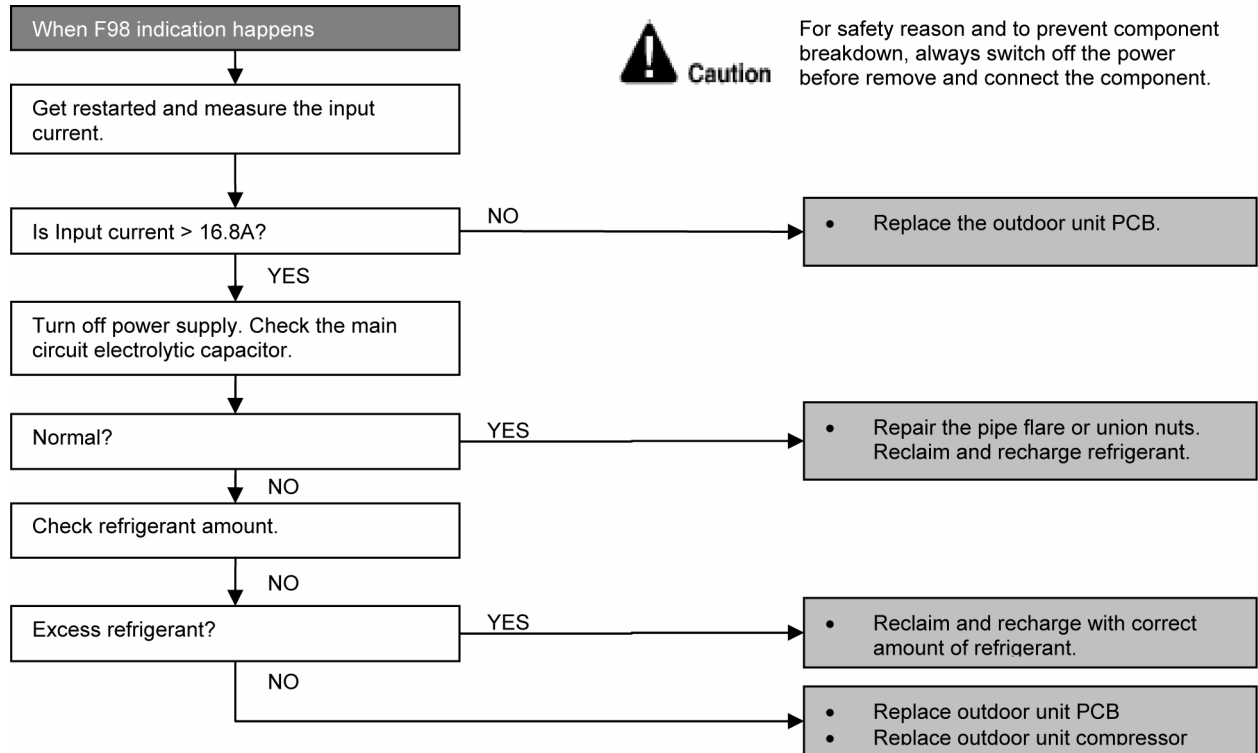 When F98 indication happens
Caution
For safety reason and to prevent component
breakdown, always switch off the power
before remove and connect the component.
Get restarted and measure the input
current.
Is Input current > 16.8A?
NO
• Replace the outdoor unit PCB.
YES
Turn off power supply. Check the main
circuit electrolytic capacitor.
Normal?
YES
• Repair the pipe flare or union nuts.
Reclaim and recharge refrigerant.
NO
Check refrigerant amount.
NO
Excess refrigerant?
YES
• Reclaim and recharge with correct
amount of refrigerant.
NO
• Replace outdoor unit PCB
• Replace outdoor unit compressor